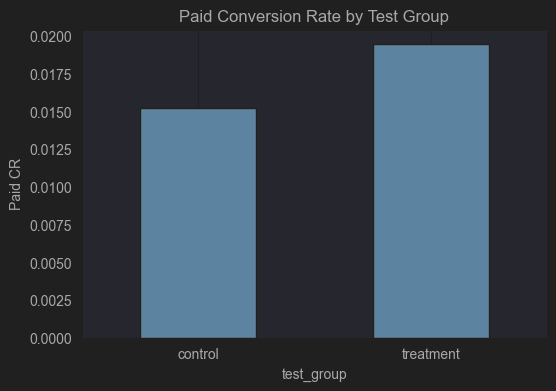 Paid Conversion Rate by Test Group
0.0200
0.0175
0.0150
0.0125
0.0100
0.0075
0.0050
0.0025
0.0000
Paid CR
control
treatment
test_group